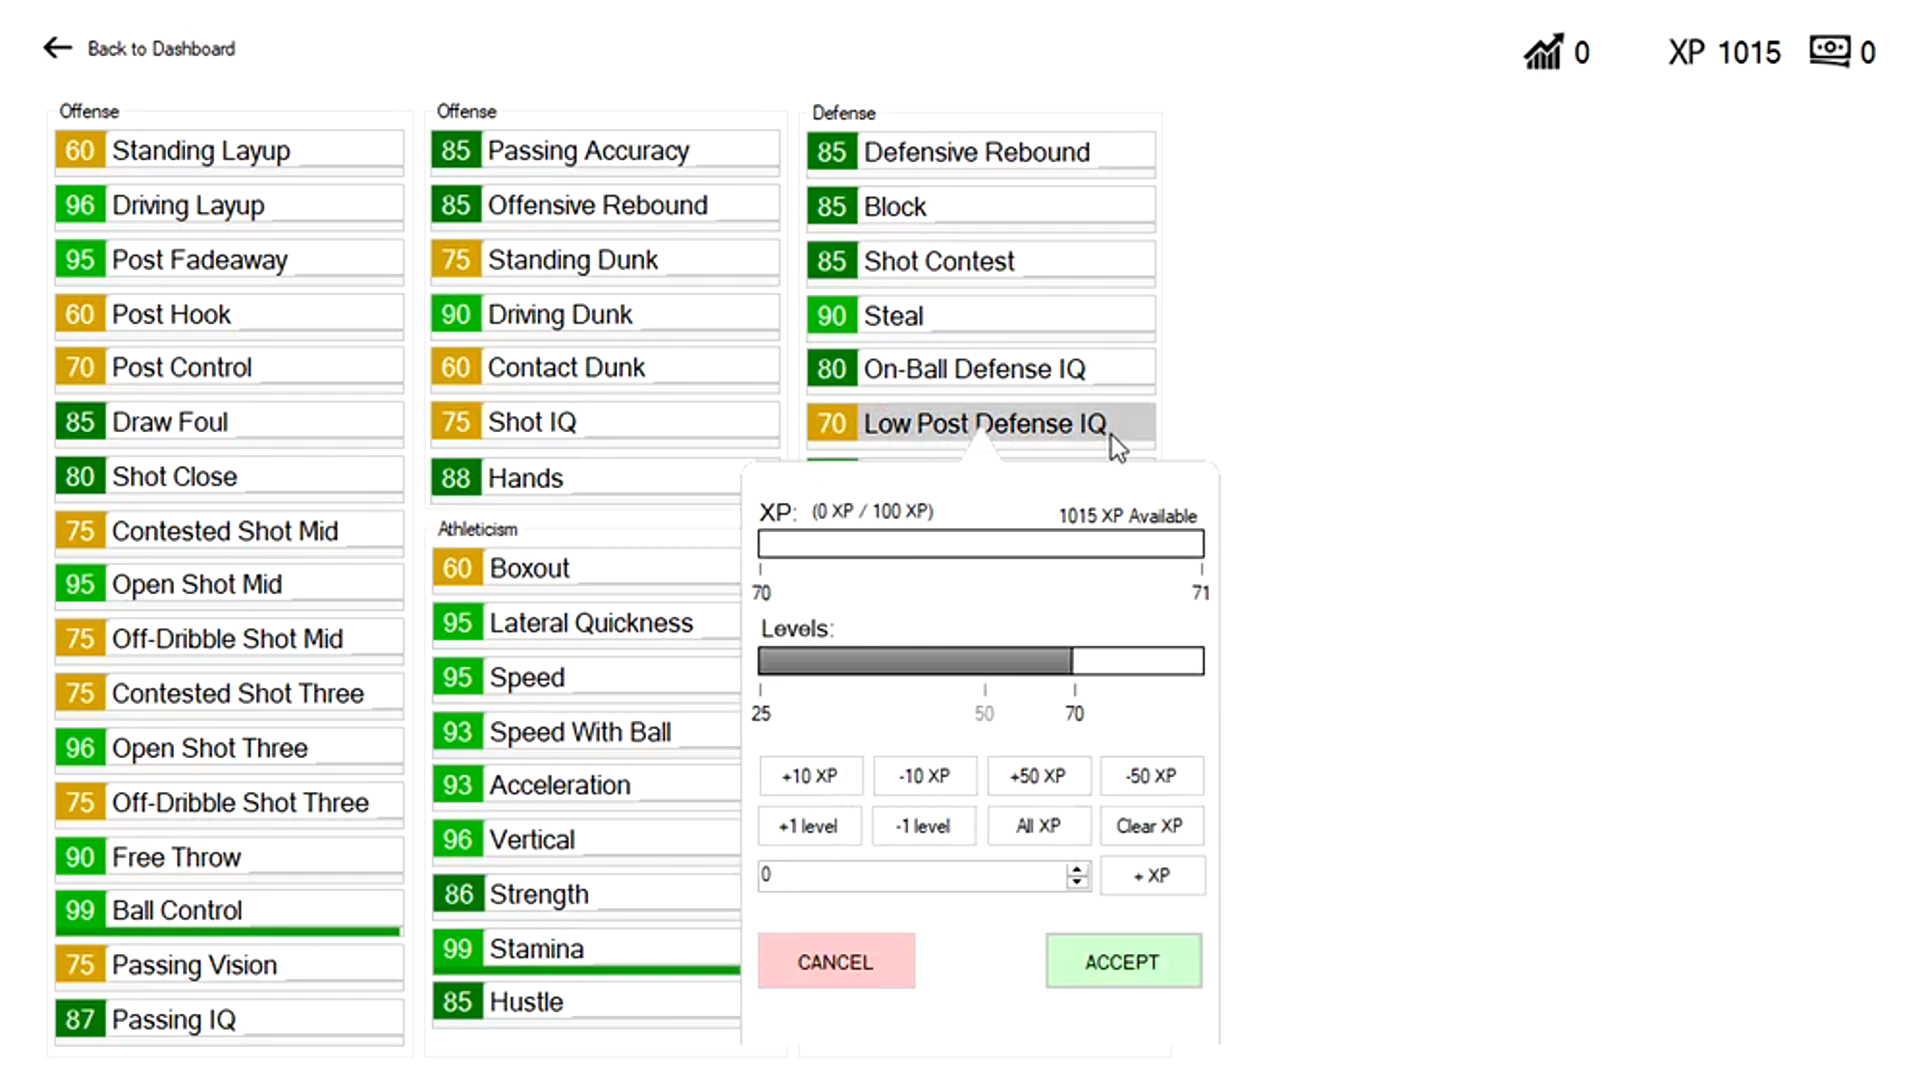 Back to Dashboard
0
XP 1015
0
Offense
60 Standing Layup
96 Driving Layup
95 Post Fadeaway
60 Post Hook
70 Post Control
85 Draw Foul
80 Shot Close
75 Contested Shot Mid
95 Open Shot Mid
75 Off-Dribble Shot Mid
75 Contested Shot Three
96 Open Shot Three
75 Off-Dribble Shot Three
90 Free Throw
99 Ball Control
75 Passing Vision
87 Passing IQ
Offense
85 Passing Accuracy
85 Offensive Rebound
75 Standing Dunk
90 Driving Dunk
60 Contact Dunk
75 Shot IQ
88 Hands
Athleticism
60 Boxout
95 Lateral Quickness
95 Speed
93 Speed With Ball
93 Acceleration
96 Vertical
86 Strength
99 Stamina
85 Hustle
Defense
85 Defensive Rebound
85 Block
85 Shot Contest
90 Steal
80 On-Ball Defense IQ
70 Low Post Defense IQ
XP: (0 XP / 100 XP) 1015 XP Available
70 71
Levels:
25 50 70
+10 XP -10 XP +50 XP -50 XP
+1 level -1 level All XP Clear XP
0 + XP
CANCEL ACCEPT